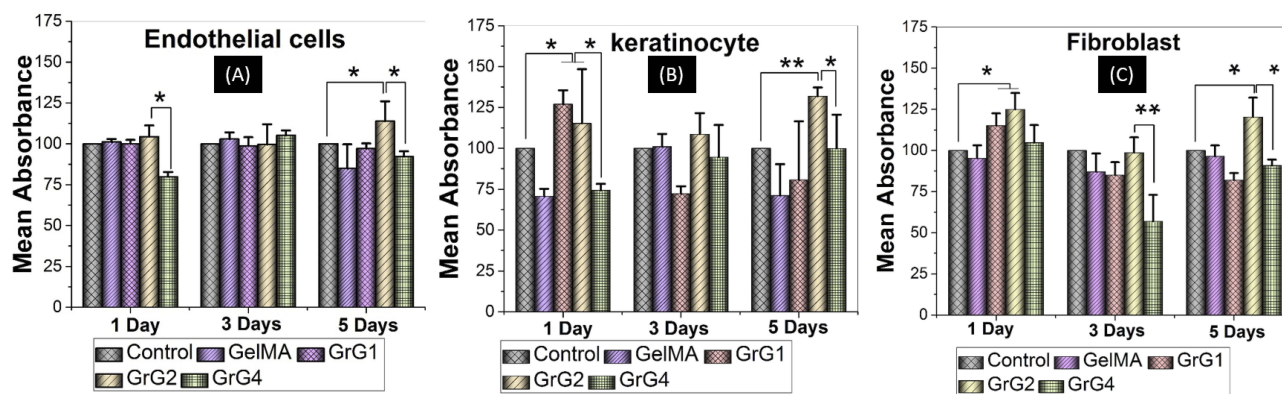 Endothelial cells
(A)
Mean Absorbance
175
150
125
100
75
50
25
0
*
*
*
1 Day
3 Days
5 Days
Control
GelMA
GrG1
GrG2
GrG4
keratinocyte
(B)
Mean Absorbance
175
150
125
100
75
50
25
0
*
*
**
*
1 Day
3 Days
5 Days
Control
GelMA
GrG1
GrG2
GrG4
Fibroblast
(C)
Mean Absorbance
175
150
125
100
75
50
25
0
*
**
*
*
1 Day
3 Days
5 Days
Control
GelMA
GrG1
GrG2
GrG4